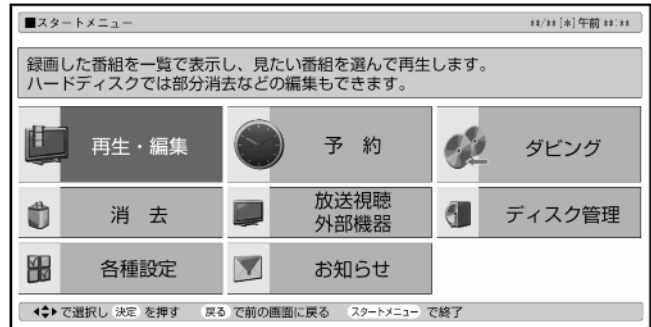 ■スタートメニュー
**/** [*] 午前 **:**
録画した番組を一覧で表示し、見たい番組を選んで再生します。
ハードディスクでは部分消去などの編集もできます。
再生・編集
予 約
ダビング
消 去
放送視聴
外部機器
ディスク管理
各種設定
お知らせ
で選択し 決定 を押す 戻る で前の画面に戻る スタートメニュー で終了